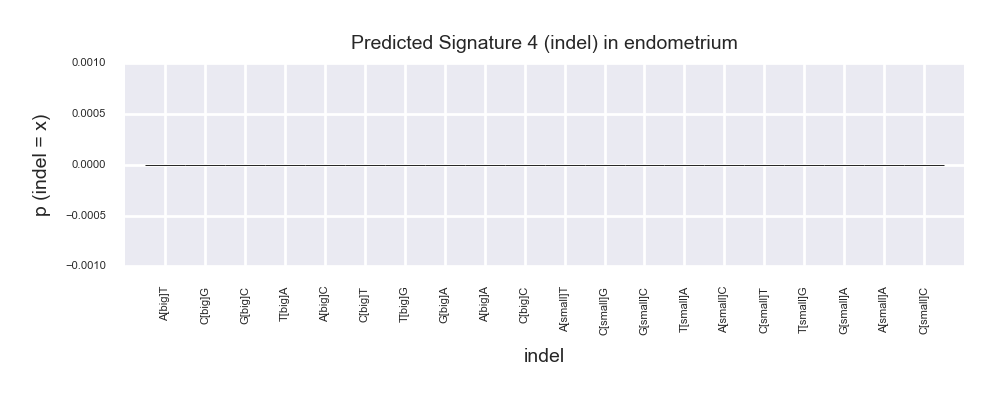 Predicted Signature 4 (indel) in endometrium
0.0010
0.0005
0.0000
−0.0005
−0.0010
p (indel = x)
A[big]T
C[big]G
G[big]C
T[big]A
A[big]C
C[big]T
T[big]G
G[big]A
A[big]A
C[big]C
A[small]T
C[small]G
G[small]C
T[small]A
A[small]C
C[small]T
T[small]G
G[small]A
A[small]A
C[small]C
indel